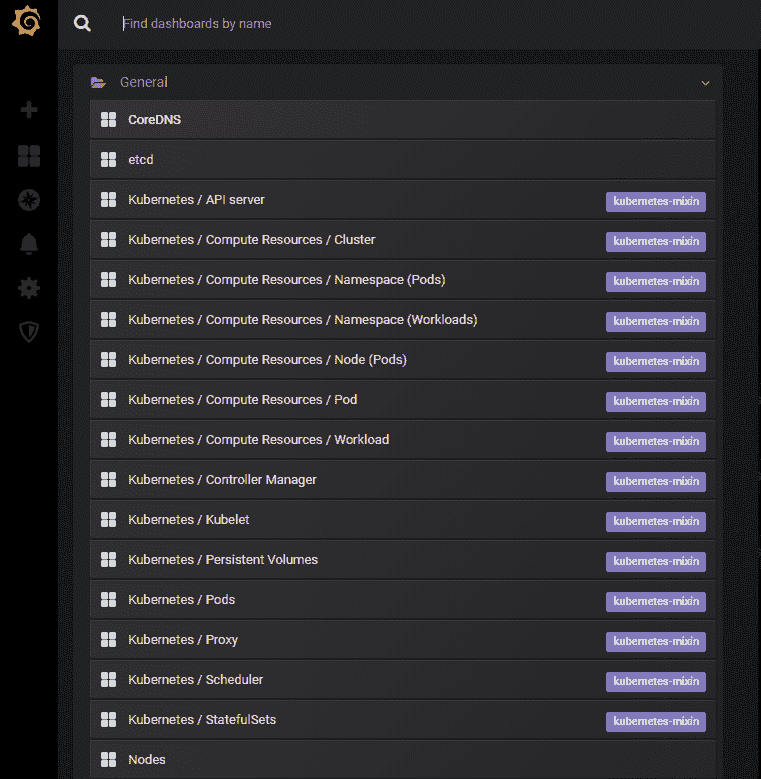 Find dashboards by name
General
CoreDNS
etcd
Kubernetes / API server kubernetes-mixin
Kubernetes / Compute Resources / Cluster kubernetes-mixin
Kubernetes / Compute Resources / Namespace (Pods) kubernetes-mixin
Kubernetes / Compute Resources / Namespace (Workloads) kubernetes-mixin
Kubernetes / Compute Resources / Node (Pods) kubernetes-mixin
Kubernetes / Compute Resources / Pod kubernetes-mixin
Kubernetes / Compute Resources / Workload kubernetes-mixin
Kubernetes / Controller Manager kubernetes-mixin
Kubernetes / Kubelet kubernetes-mixin
Kubernetes / Persistent Volumes kubernetes-mixin
Kubernetes / Pods kubernetes-mixin
Kubernetes / Proxy kubernetes-mixin
Kubernetes / Scheduler kubernetes-mixin
Kubernetes / StatefulSets kubernetes-mixin
Nodes